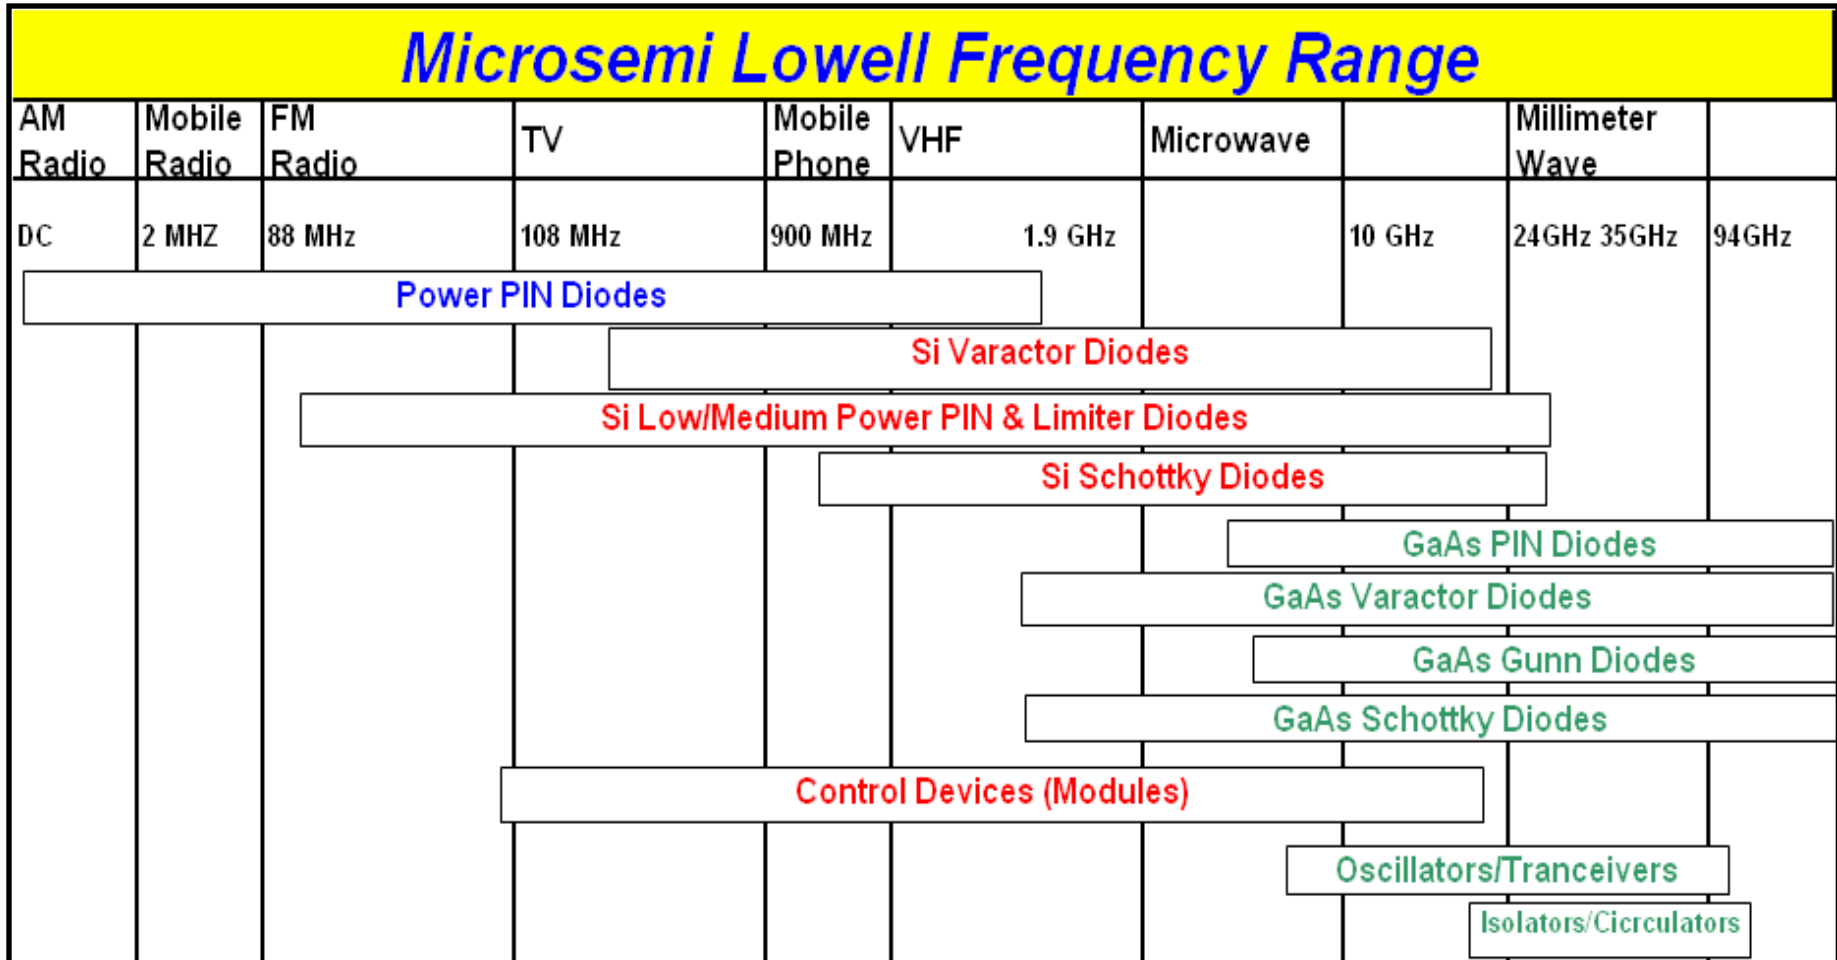 Microsemi Lowell Frequency Range
AM Radio
Mobile Radio
FM Radio
TV
Mobile Phone
VHF
Microwave
Millimeter Wave
DC
2 MHZ
88 MHz
108 MHz
900 MHz
1.9 GHz
10 GHz
24GHz 35GHz
94GHz
Power PIN Diodes
Si Varactor Diodes
Si Low/Medium Power PIN & Limiter Diodes
Si Schottky Diodes
GaAs PIN Diodes
GaAs Varactor Diodes
GaAs Gunn Diodes
GaAs Schottky Diodes
Control Devices (Modules)
Oscillators/Tranceivers
Isolators/Cicrculators